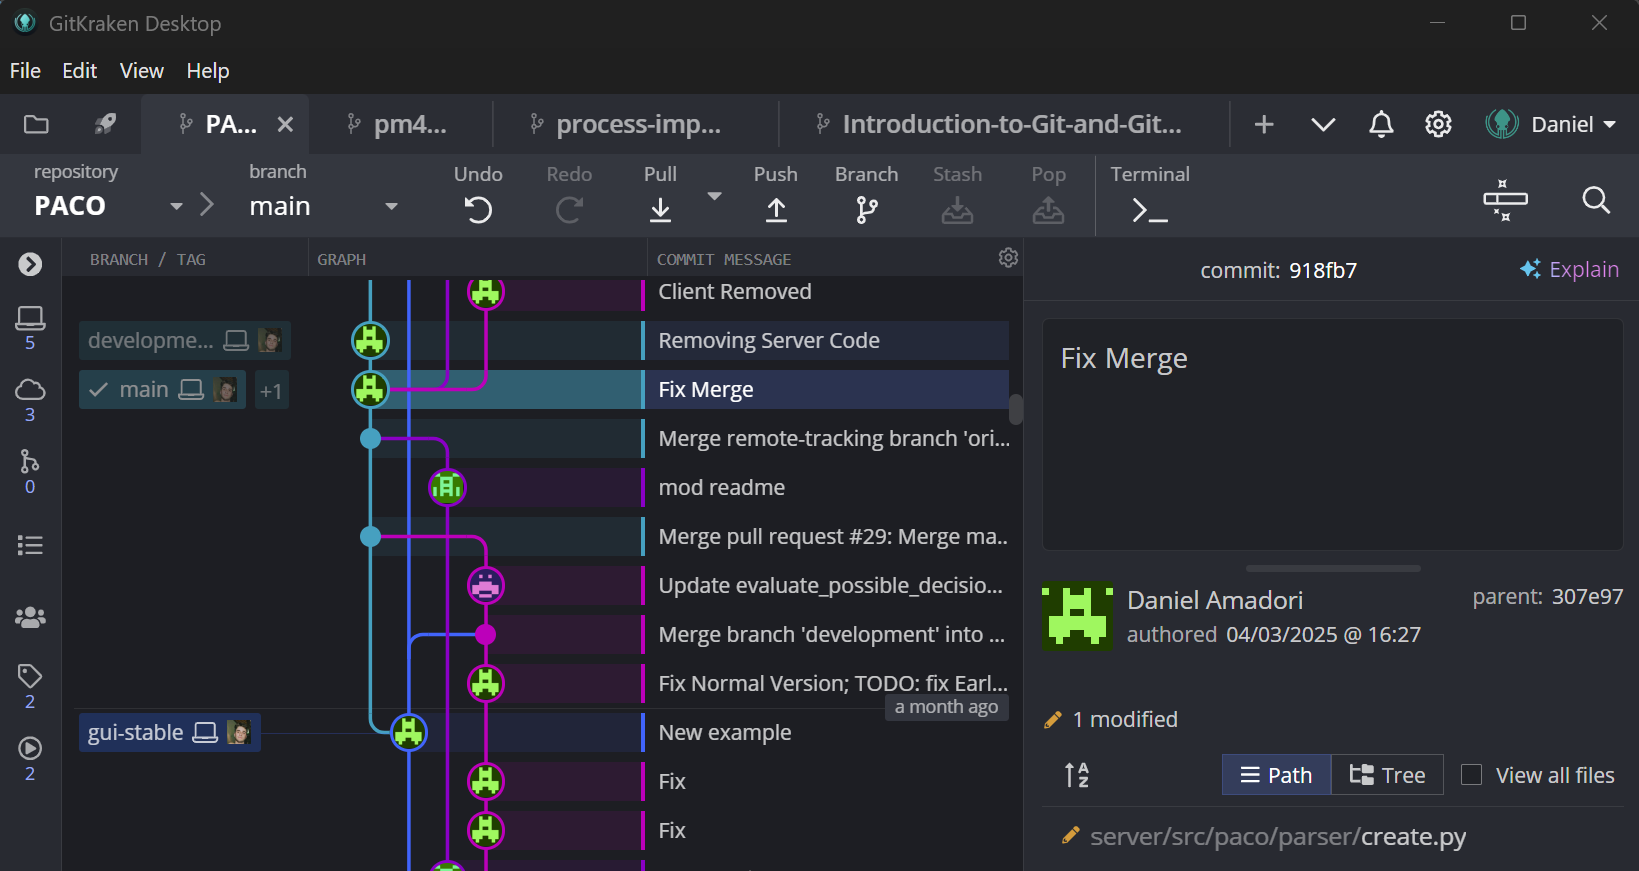 GitKraken Desktop
File Edit View Help
PA... pm4... process-imp... Introduction-to-Git-and-Git... Daniel
repository branch Undo Redo Pull Push Branch Stash Pop Terminal
PACO main
BRANCH / TAG GRAPH COMMIT MESSAGE
commit: 918fb7 Explain
Client Removed
developme... Removing Server Code
main +1 Fix Merge
Merge remote-tracking branch 'ori...
mod readme
Merge pull request #29: Merge ma..
Update evaluate_possible_decisio...
Merge branch 'development' into ...
Fix Normal Version; TODO: fix Earl...
a month ago
gui-stable New example
Fix
Fix
5
3
0
2
2
Fix Merge
Daniel Amadori parent: 307e97
authored 04/03/2025 @ 16:27
1 modified
A Z Path Tree View all files
server/src/paco/parser/create.py